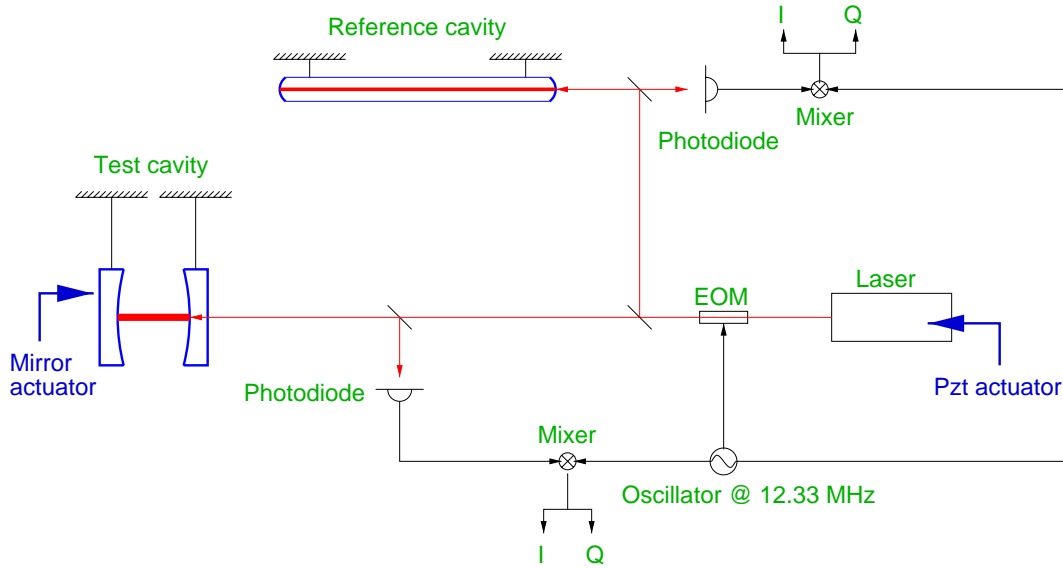 I Q
Reference cavity
Mixer
Photodiode
Test cavity
Laser
EOM
Mirror
actuator
Photodiode
Pzt actuator
Mixer
Oscillator @ 12.33 MHz
I Q